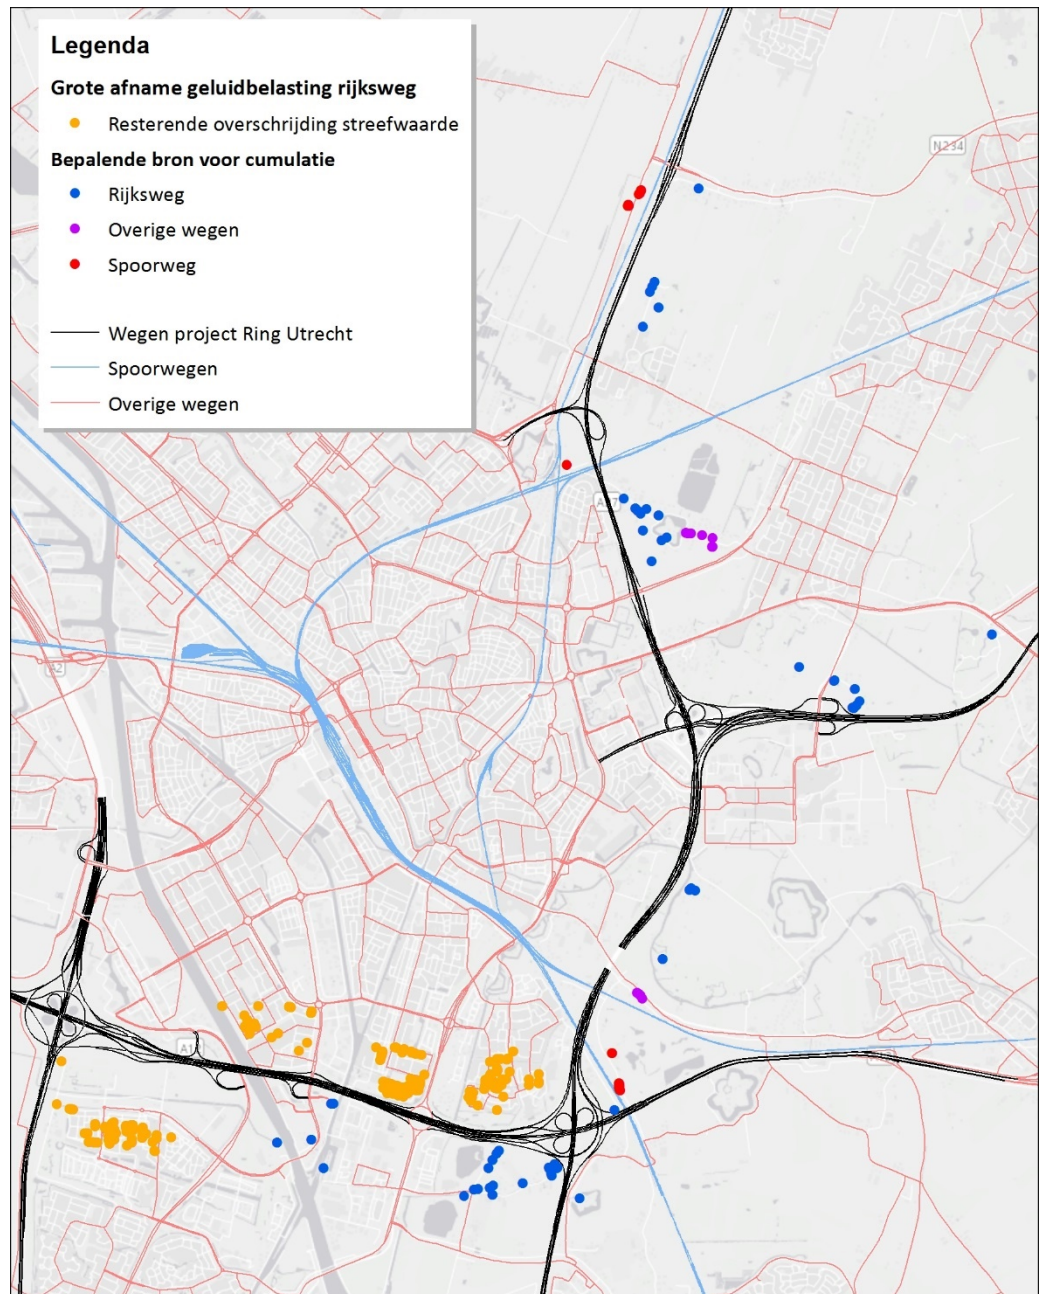 Legenda
Grote afname geluidbelasting rijksweg
Resterende overschrijding streefwaarde
Bepalende bron voor cumulatie
Rijksweg
Overige wegen
Spoorweg
Wegen project Ring Utrecht
Spoorwegen
Overige wegen
N234
A2